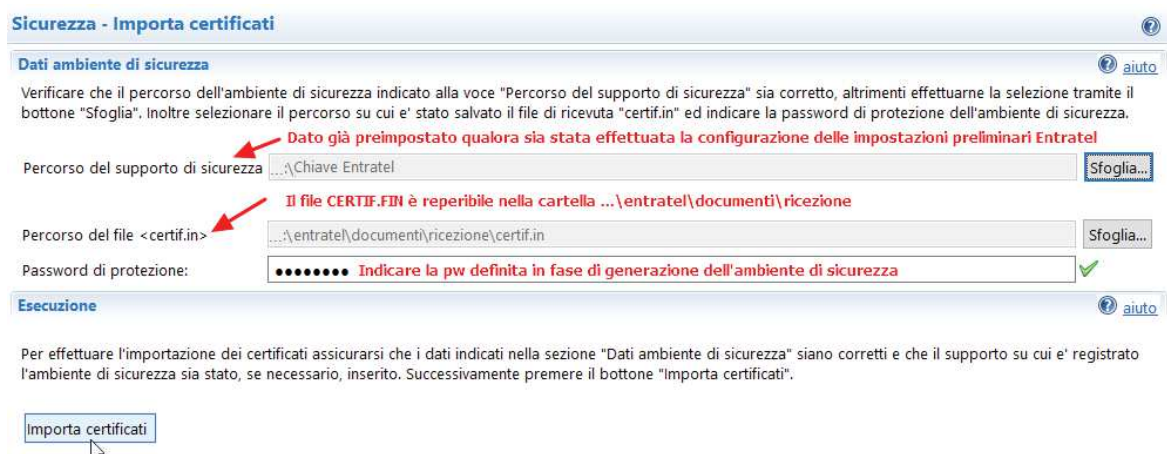 Sicurezza - Importa certificati
Dati ambiente di sicurezza
aiuto
Verificare che il percorso dell'ambiente di sicurezza indicato alla voce "Percorso del supporto di sicurezza" sia corretto, altrimenti effettuarne la selezione tramite il
bottone "Sfoglia". Inoltre selezionare il percorso su cui e' stato salvato il file di ricevuta "certif.in" ed indicare la password di protezione dell'ambiente di sicurezza.
Dato già preimpostato qualora sia stata effettuata la configurazione delle impostazioni preliminari Entratel
Percorso del supporto di sicurezza ...:\Chiave Entratel Sfoglia...
Il file CERTIF.FIN è reperibile nella cartella ...\entratel\documenti\ricezione
Percorso del file <certif.in> ...:\entratel\documenti\ricezione\certif.in Sfoglia...
Password di protezione: ●●●●●●●● Indicare la pw definita in fase di generazione dell'ambiente di sicurezza
Esecuzione
aiuto
Per effettuare l'importazione dei certificati assicurarsi che i dati indicati nella sezione "Dati ambiente di sicurezza" siano corretti e che il supporto su cui e' registrato
l'ambiente di sicurezza sia stato, se necessario, inserito. Successivamente premere il bottone "Importa certificati".
Importa certificati